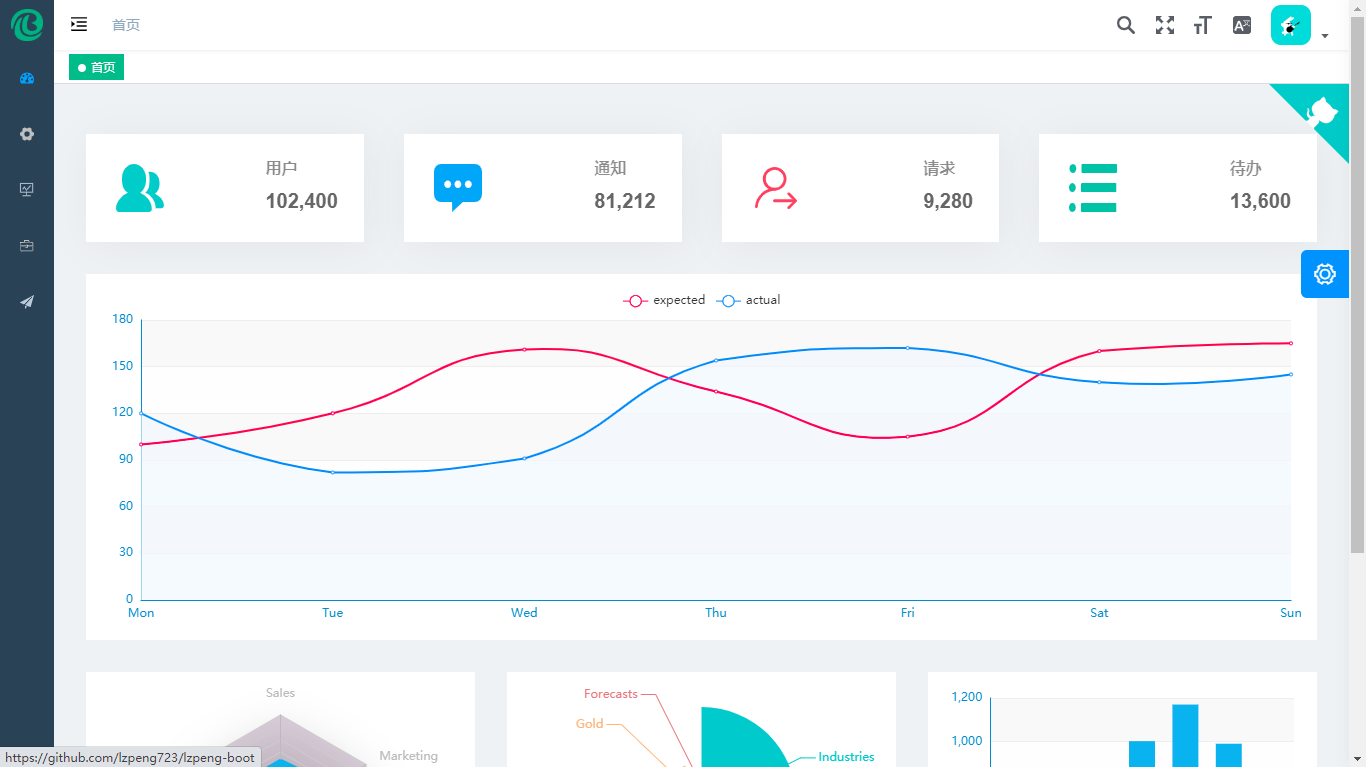 首页
首页
用户
102,400
通知
81,212
请求
9,280
待办
13,600
expected actual
180
150
120
90
60
30
0
Mon Tue Wed Thu Fri Sat Sun
Sales
Marketing
Forecasts
Gold
Industries
1,200
1,000
https://github.com/lzpeng723/lzpeng-boot